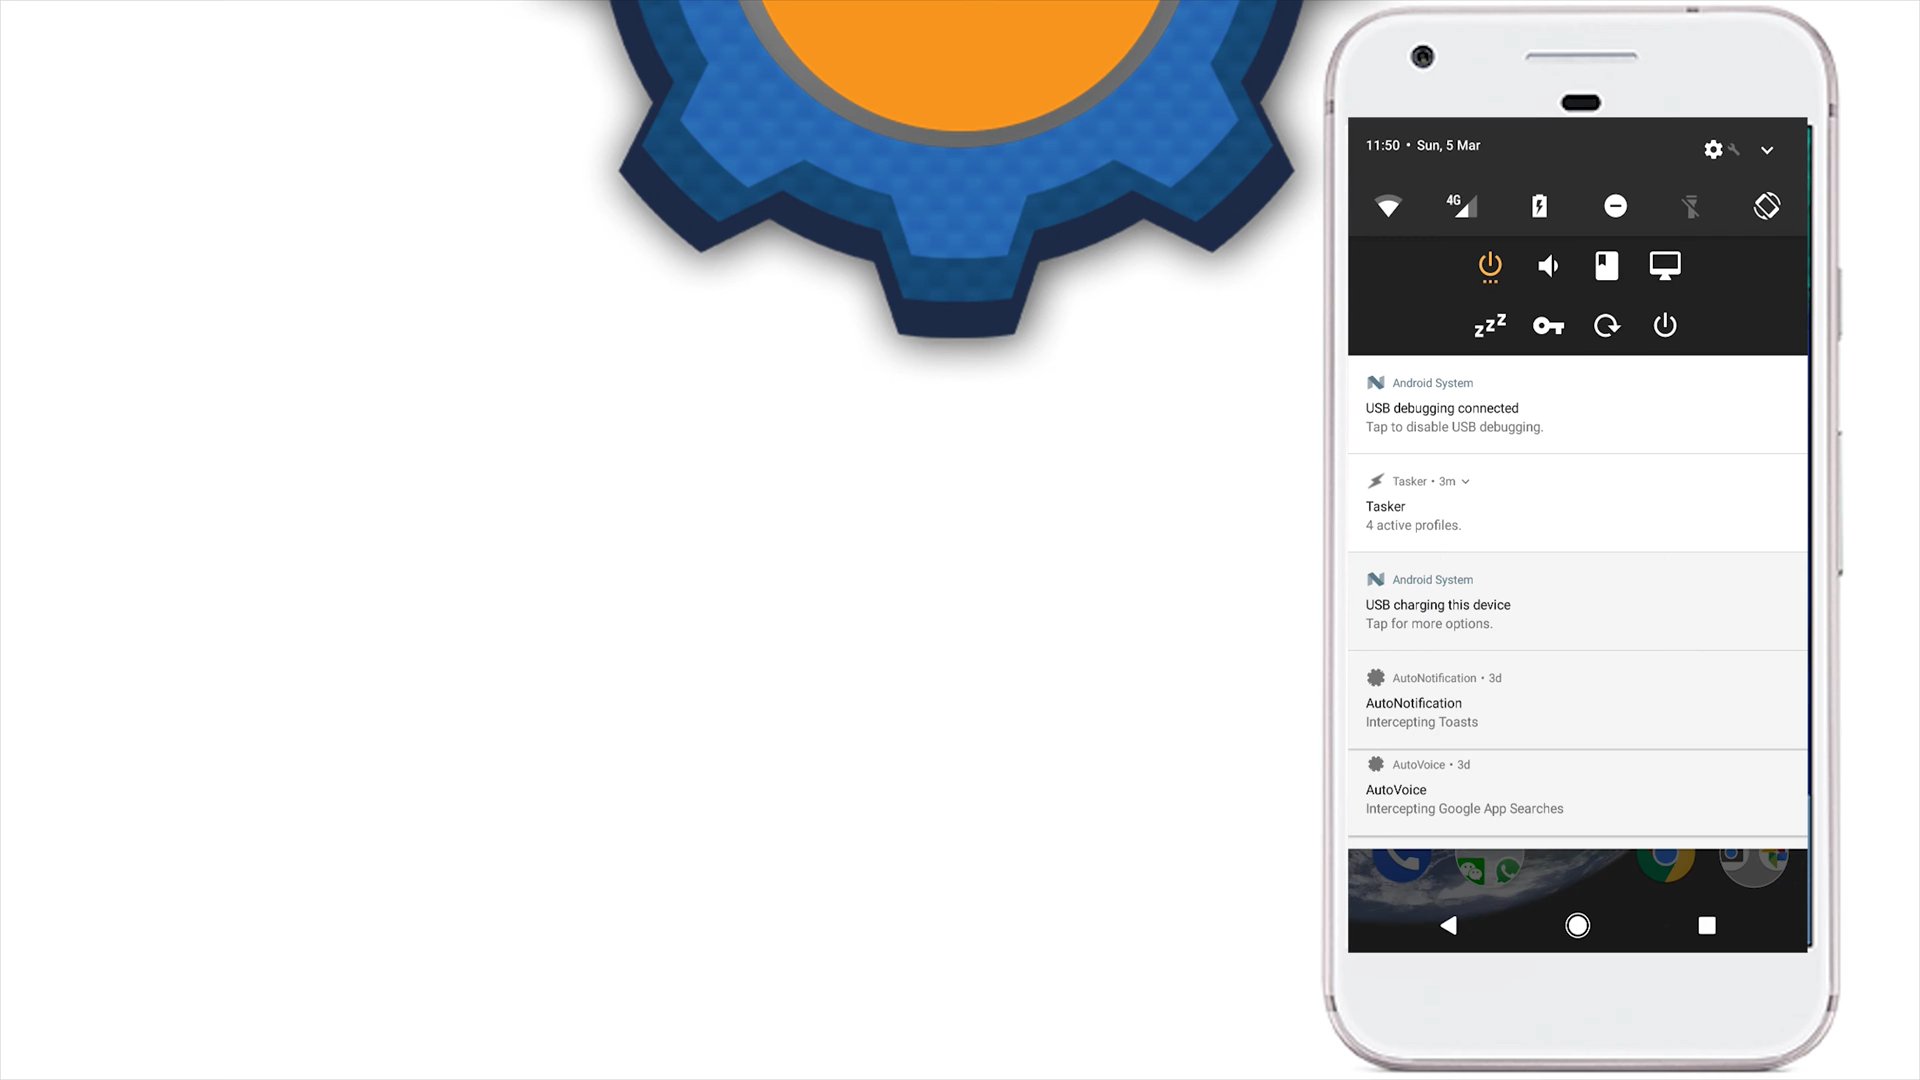 11:50 • Sun, 5 Mar
4G
zzz
Android System
USB debugging connected
Tap to disable USB debugging.
Tasker • 3m
Tasker
4 active profiles.
Android System
USB charging this device
Tap for more options.
AutoNotification • 3d
AutoNotification
Intercepting Toasts
AutoVoice • 3d
AutoVoice
Intercepting Google App Searches